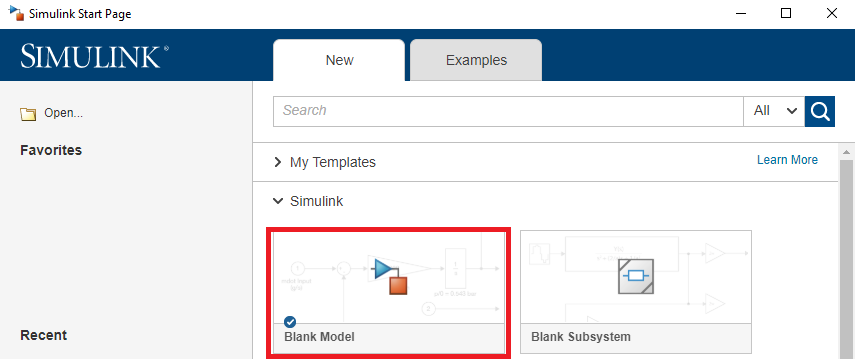 Simulink Start Page
SIMULINK®
New
Examples
Open...
Search
All
Favorites
My Templates
Learn More
Simulink
Blank Model
Blank Subsystem
Recent